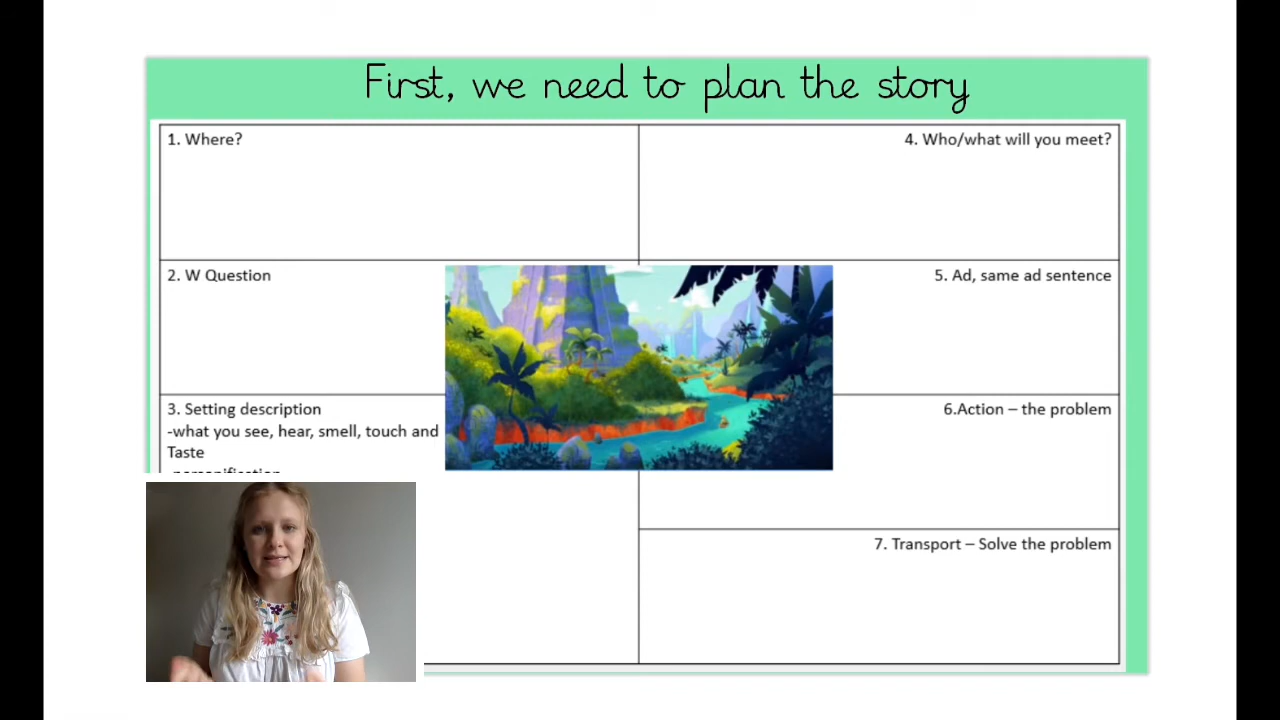 First, we need to plan the story
1. Where?
4. Who/what will you meet?
2. W Question
5. Ad, same ad sentence
3. Setting description
-what you see, hear, smell, touch and
Taste
-personification
6.Action – the problem
7. Transport – Solve the problem